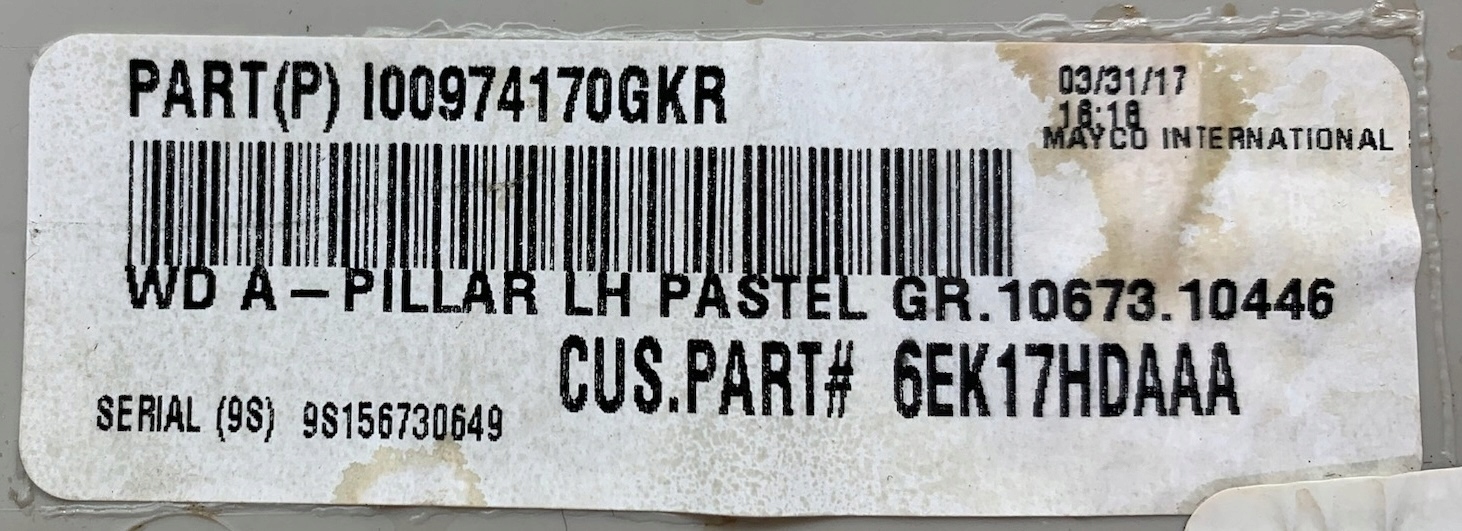 PART(P) I00974170GKR
03/31/17
16:16
MAYCO INTERNATIONAL
WD A-PILLAR LH PASTEL GR.10673.10446
CUS.PART# 6EK17HDAAA
SERIAL (9S) 9S156730649